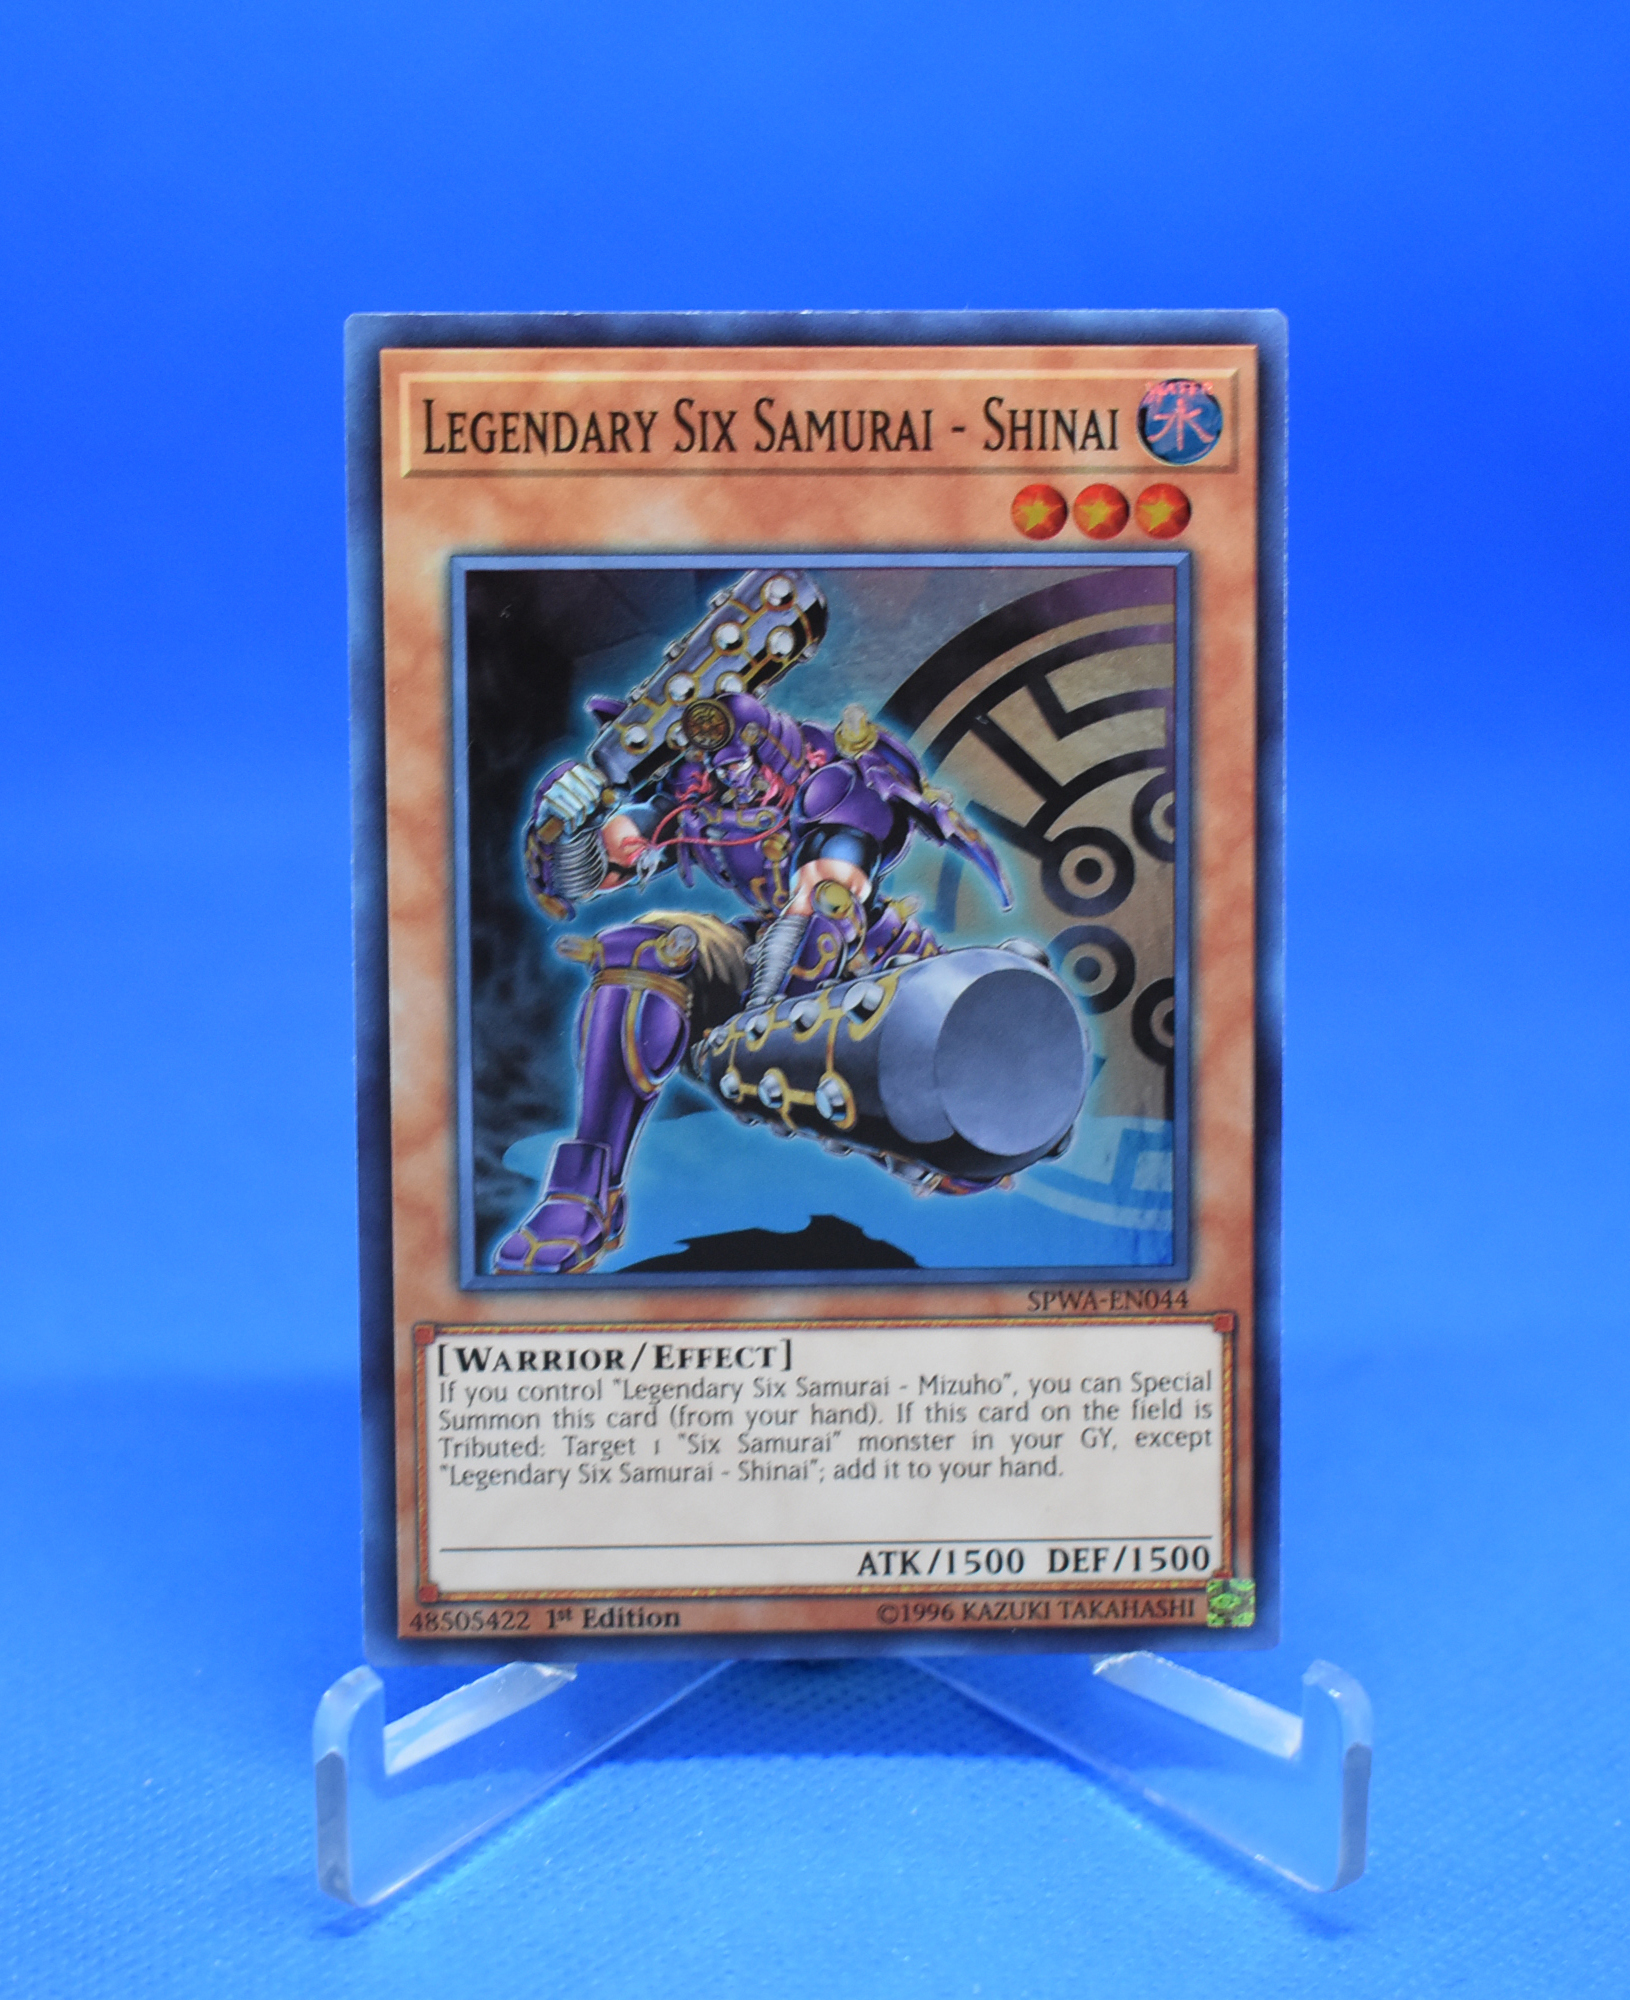 LEGENDARY SIX SAMURAI - SHINAI
WATER
水
SPWA-EN044
[WARRIOR/EFFECT]
If you control "Legendary Six Samurai - Mizuho", you can Special
Summon this card (from your hand). If this card on the field is
Tributed: Target 1 "Six Samurai" monster in your GY, except
"Legendary Six Samurai - Shinai"; add it to your hand.
ATK/1500 DEF/1500
48505422 1st Edition
©1996 KAZUKI TAKAHASHI